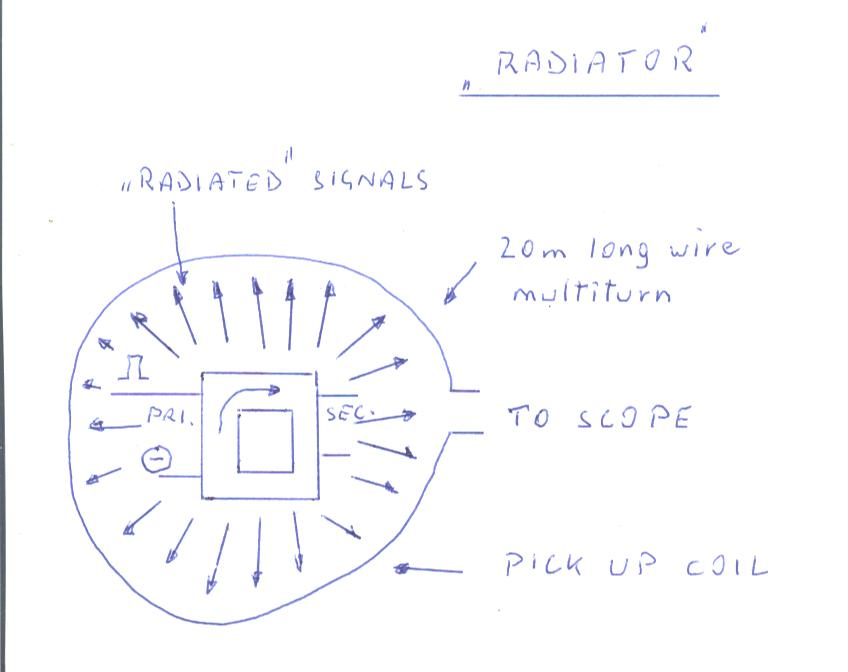 „RADIATOR"
„RADIATED" SIGNALS
20m long wire
multiturn
PRI.
SEC.
TO SCOPE
PICK UP COIL